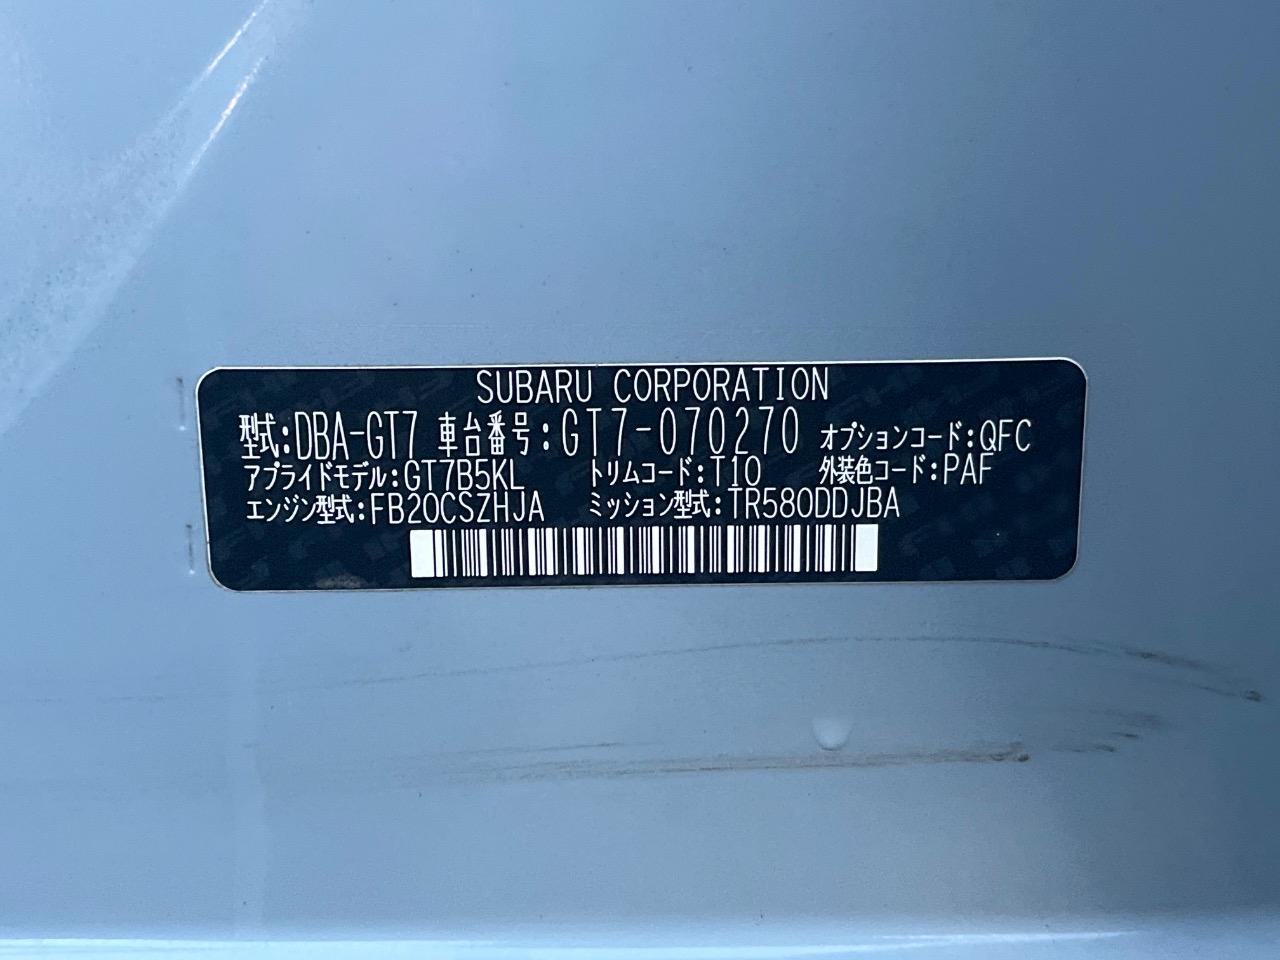 SUBARU CORPORATION
型式:DBA-GT7 車台番号:GT7-070270 オプションコード:QFC
アプライドモデル:GT7B5KL トリムコード:T10 外装色コード:PAF
エンジン型式:FB20CSZHJA ミッション型式:TR580DDJBA